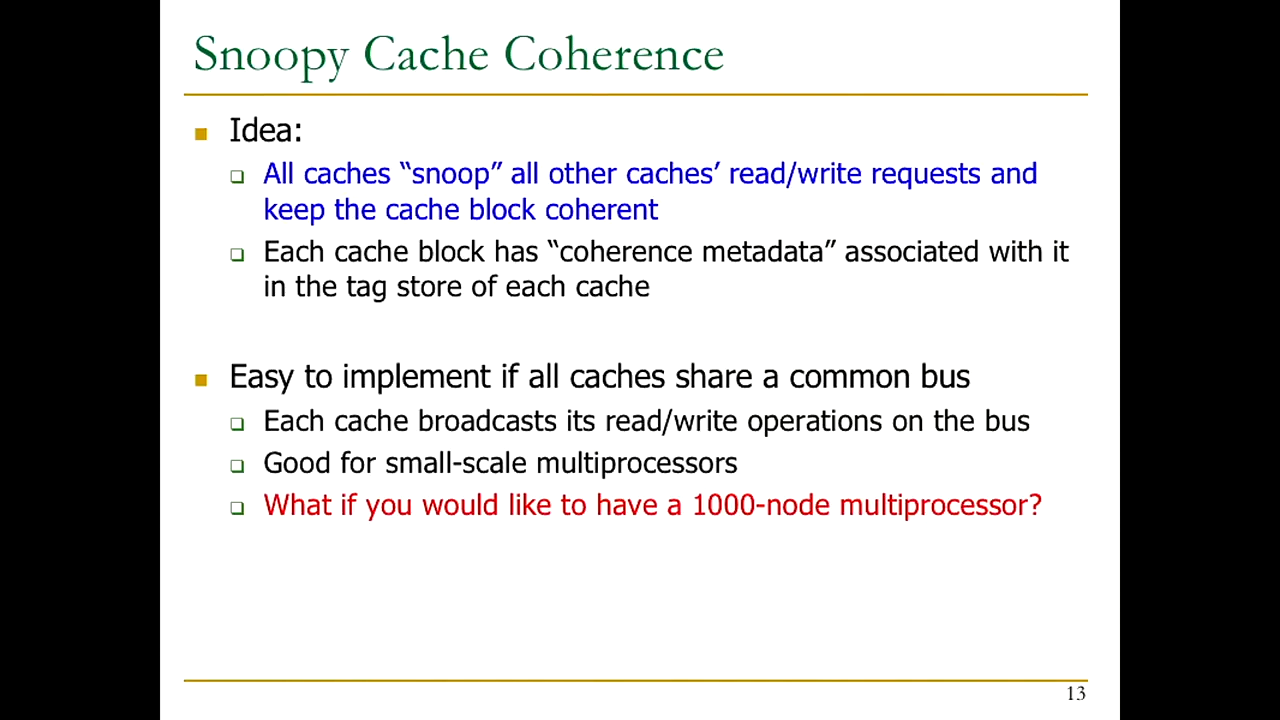 Snoopy Cache Coherence
Idea:
All caches “snoop” all other caches’ read/write requests and
keep the cache block coherent
Each cache block has “coherence metadata” associated with it
in the tag store of each cache
Easy to implement if all caches share a common bus
Each cache broadcasts its read/write operations on the bus
Good for small-scale multiprocessors
What if you would like to have a 1000-node multiprocessor?
13